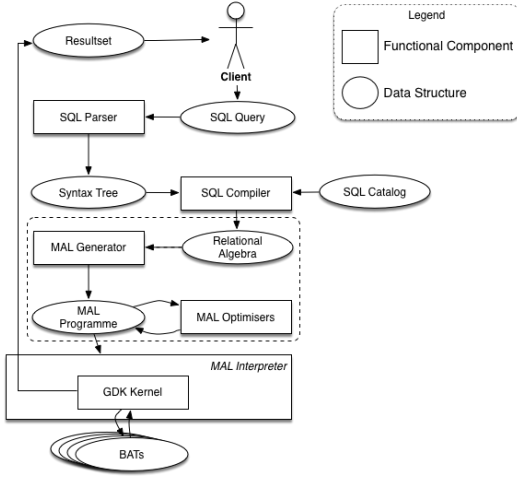 Legend
Resultset
Functional Component
Client
Data Structure
SQL Parser
SQL Query
Syntax Tree
SQL Compiler
SQL Catalog
MAL Generator
Relational
Algebra
MAL
Programme
MAL Optimisers
MAL Interpreter
GDK Kernel
BATs